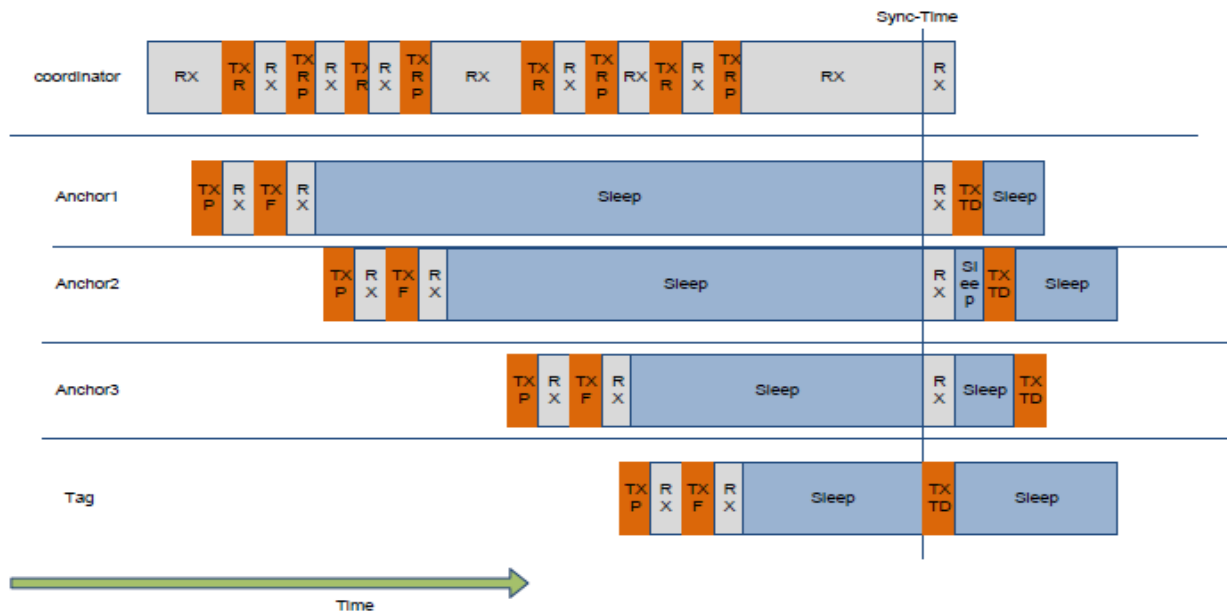 Sync-Time
coordinator
RX
TX
R
R
X
TX
R
P
R
X
TX
R
R
X
TX
R
P
RX
TX
R
R
X
TX
R
P
RX
TX
R
R
X
TX
R
P
RX
R
X
Anchor1
TX
P
R
X
TX
F
R
X
Sleep
R
X
TX
TD
Sleep
Anchor2
TX
P
R
X
TX
F
R
X
Sleep
R
X
Sl
ee
p
TX
TD
Sleep
Anchor3
TX
P
R
X
TX
F
R
X
Sleep
R
X
Sleep
TX
TD
Tag
TX
P
R
X
TX
F
R
X
Sleep
TX
TD
Sleep
Time